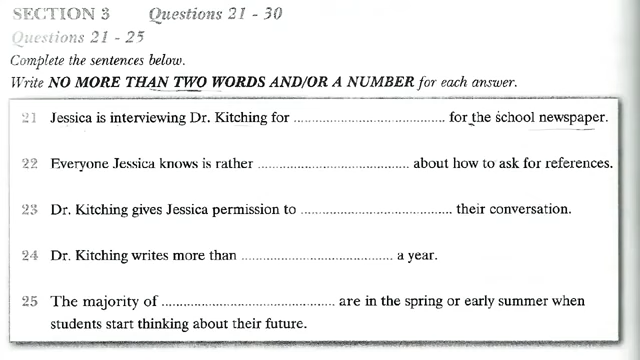 SECTION 3 Questions 21 - 30
Questions 21 - 25
Complete the sentences below.
Write NO MORE THAN TWO WORDS AND/OR A NUMBER for each answer.
21 Jessica is interviewing Dr. Kitching for ................................................ for the school newspaper.
22 Everyone Jessica knows is rather ................................................ about how to ask for references.
23 Dr. Kitching gives Jessica permission to ................................................ their conversation.
24 Dr. Kitching writes more than ................................................ a year.
25 The majority of ................................................ are in the spring or early summer when
students start thinking about their future.